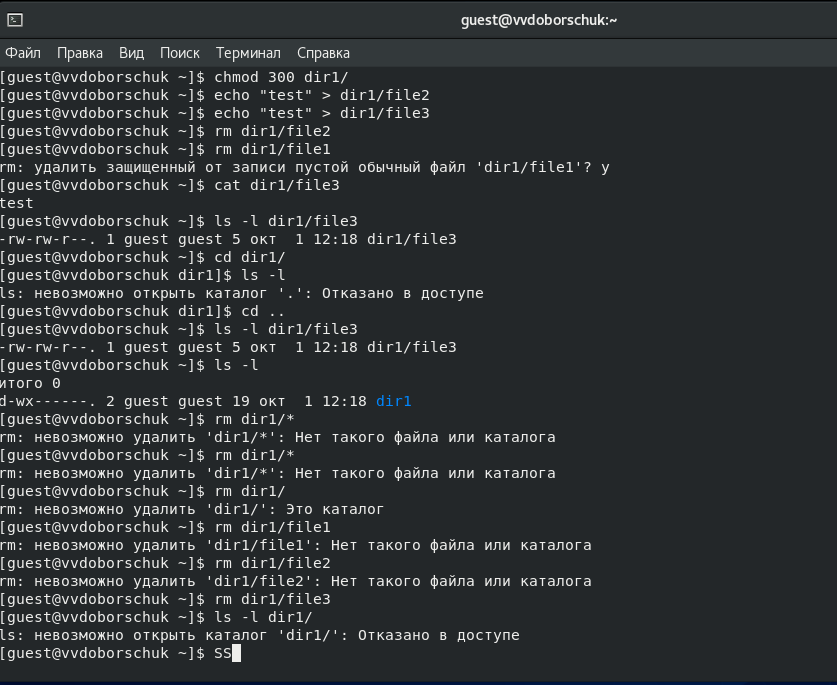 guest@vvdoborschuk:~
Файл Правка Вид Поиск Терминал Справка
[guest@vvdoborschuk ~]$ chmod 300 dir1/
[guest@vvdoborschuk ~]$ echo "test" > dir1/file2
[guest@vvdoborschuk ~]$ echo "test" > dir1/file3
[guest@vvdoborschuk ~]$ rm dir1/file2
[guest@vvdoborschuk ~]$ rm dir1/file1
rm: удалить защищенный от записи пустой обычный файл 'dir1/file1'? y
[guest@vvdoborschuk ~]$ cat dir1/file3
test
[guest@vvdoborschuk ~]$ ls -l dir1/file3
-rw-rw-r--. 1 guest guest 5 окт  1 12:18 dir1/file3
[guest@vvdoborschuk ~]$ cd dir1/
[guest@vvdoborschuk dir1]$ ls -l
ls: невозможно открыть каталог '.': Отказано в доступе
[guest@vvdoborschuk dir1]$ cd ..
[guest@vvdoborschuk ~]$ ls -l dir1/file3
-rw-rw-r--. 1 guest guest 5 окт  1 12:18 dir1/file3
[guest@vvdoborschuk ~]$ ls -l
итого 0
d-wx------. 2 guest guest 19 окт  1 12:18 dir1
[guest@vvdoborschuk ~]$ rm dir1/*
rm: невозможно удалить 'dir1/*': Нет такого файла или каталога
[guest@vvdoborschuk ~]$ rm dir1/*
rm: невозможно удалить 'dir1/*': Нет такого файла или каталога
[guest@vvdoborschuk ~]$ rm dir1/
rm: невозможно удалить 'dir1/': Это каталог
[guest@vvdoborschuk ~]$ rm dir1/file1
rm: невозможно удалить 'dir1/file1': Нет такого файла или каталога
[guest@vvdoborschuk ~]$ rm dir1/file2
rm: невозможно удалить 'dir1/file2': Нет такого файла или каталога
[guest@vvdoborschuk ~]$ rm dir1/file3
[guest@vvdoborschuk ~]$ ls -l dir1/
ls: невозможно открыть каталог 'dir1/': Отказано в доступе
[guest@vvdoborschuk ~]$ SS